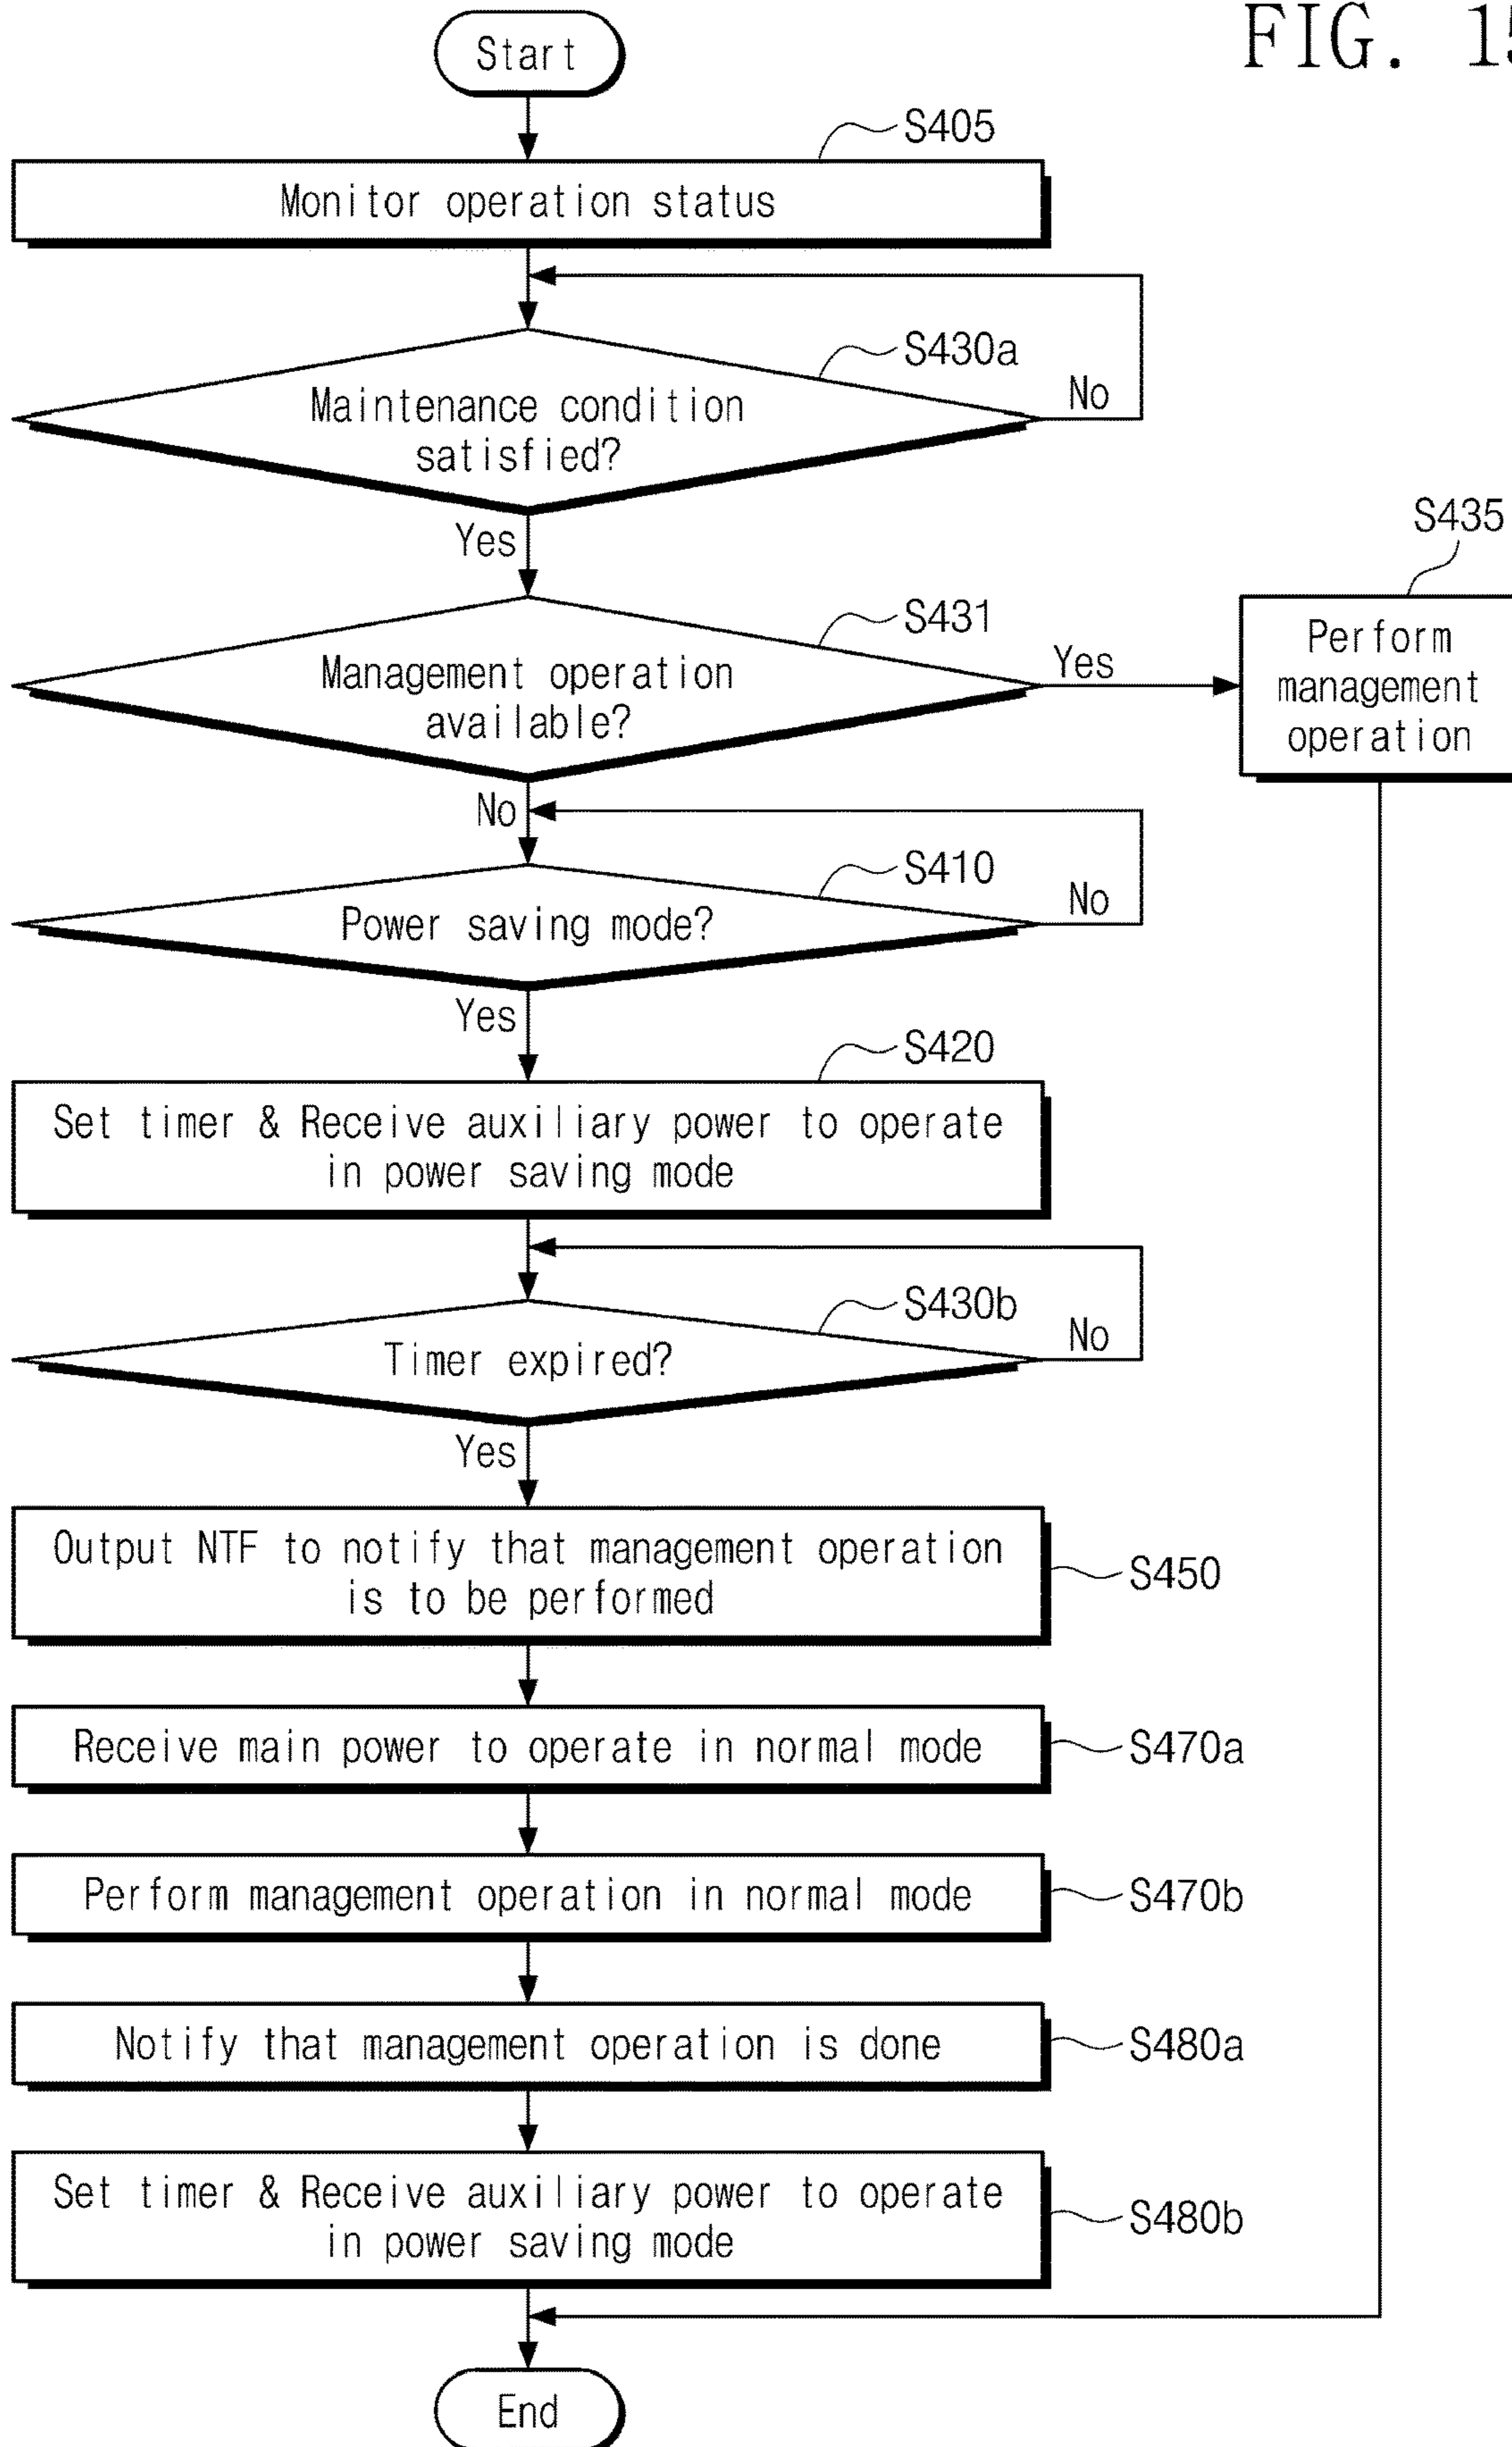 FIG. 15
Start
S405
Monitor operation status
S430a
Maintenance condition
satisfied?
No
Yes
S435
S431
Management operation
available?
Yes
Perform
management
operation
No
S410
Power saving mode?
No
Yes
S420
Set timer & Receive auxiliary power to operate
in power saving mode
S430b
Timer expired?
No
Yes
Output NTF to notify that management operation
is to be performed
S450
Receive main power to operate in normal mode
S470a
Perform management operation in normal mode
S470b
Notify that management operation is done
S480a
Set timer & Receive auxiliary power to operate
in power saving mode
S480b
End